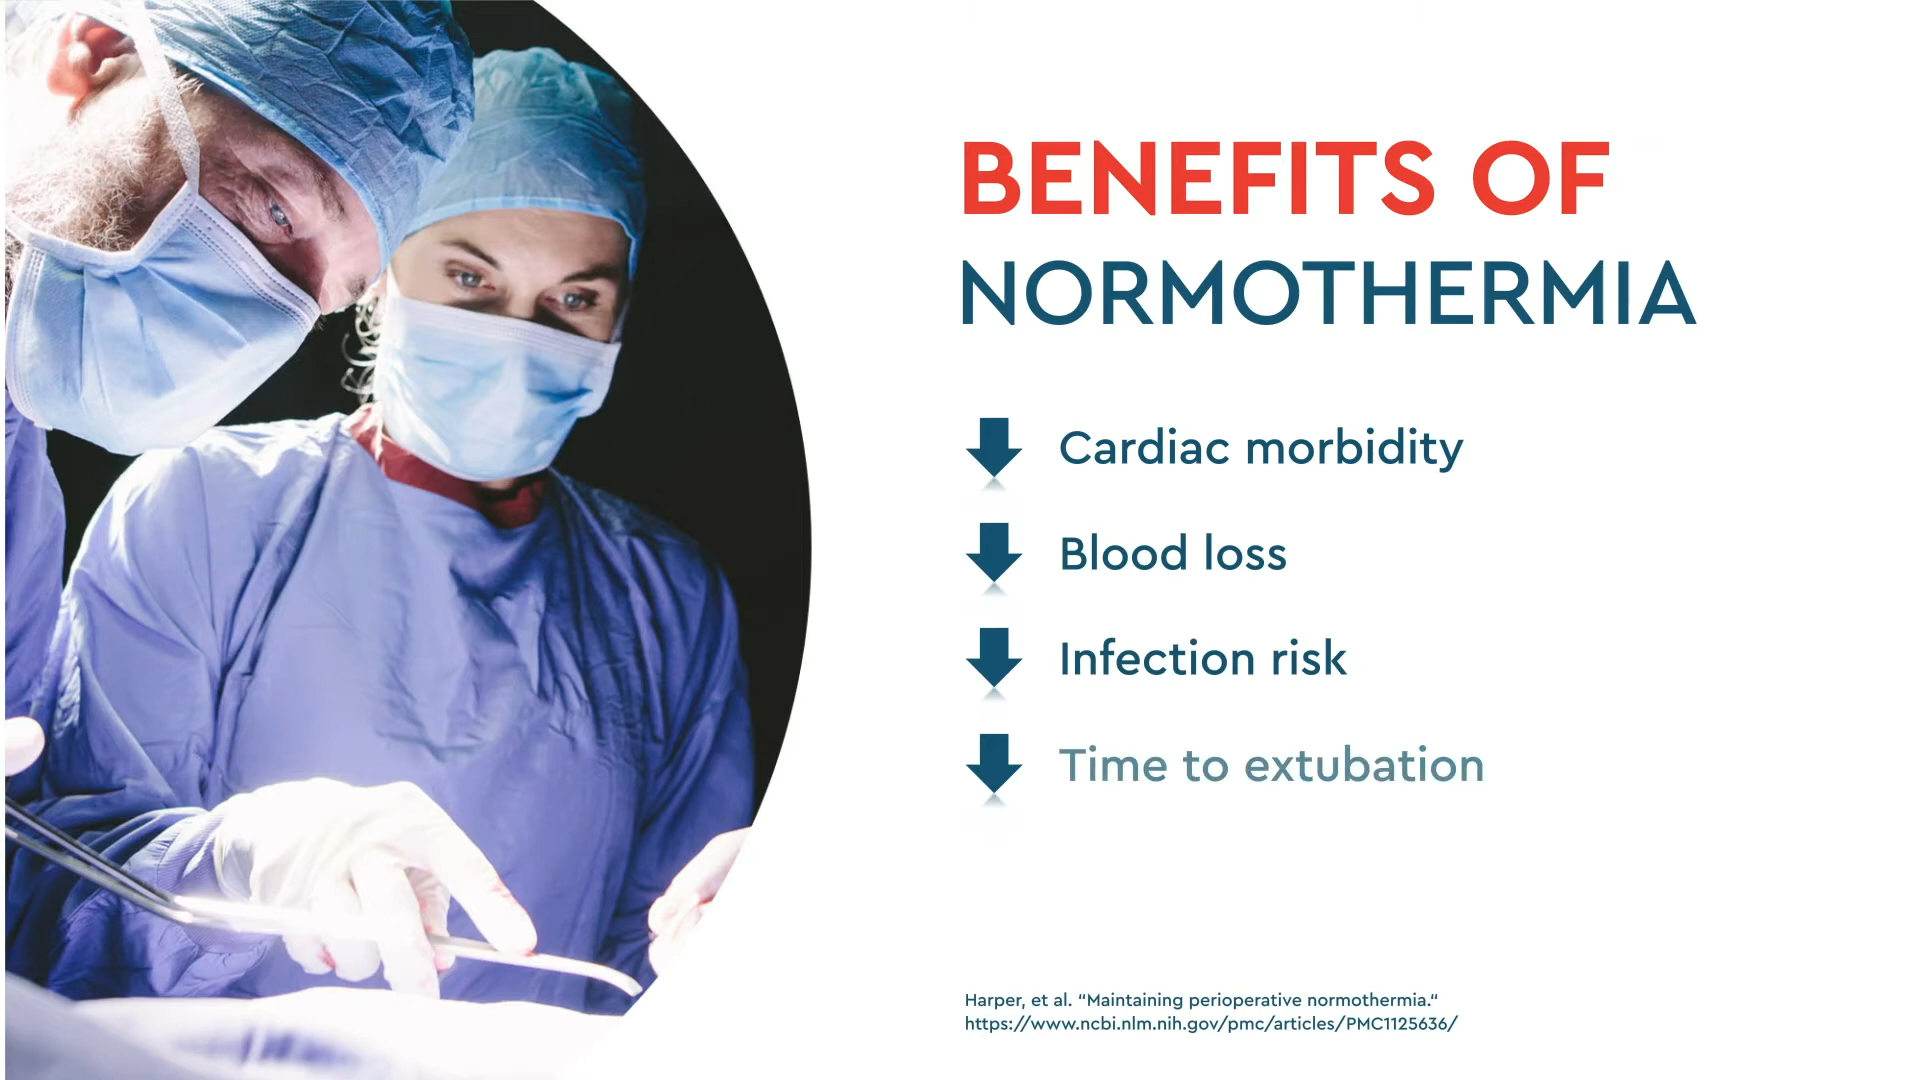 BENEFITS OF
NORMOTHERMIA
Cardiac morbidity
Blood loss
Infection risk
Time to extubation
Harper, et al. “Maintaining perioperative normothermia.“
https://www.ncbi.nlm.nih.gov/pmc/articles/PMC1125636/